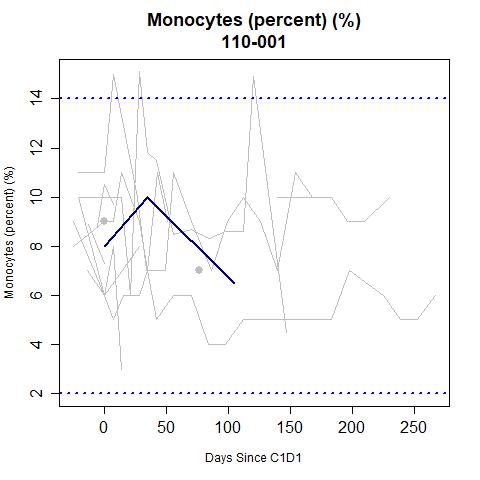 Monocytes (percent) (%)
110-001
Monocytes (percent) (%)
14
12
10
8
6
4
2
0 50 100 150 200 250
Days Since C1D1